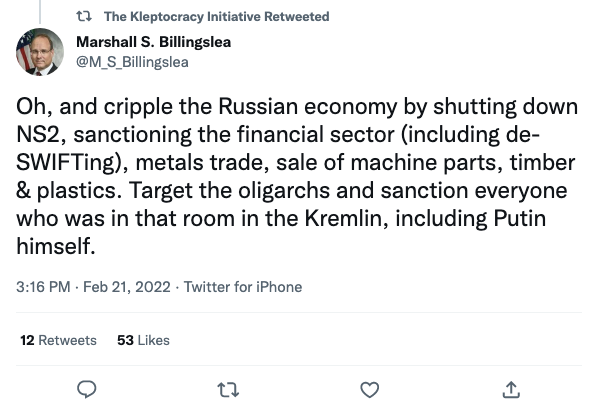 The Kleptocracy Initiative Retweeted
Marshall S. Billingslea
@M_S_Billingslea
Oh, and cripple the Russian economy by shutting down
NS2, sanctioning the financial sector (including de-
SWIFTing), metals trade, sale of machine parts, timber
& plastics. Target the oligarchs and sanction everyone
who was in that room in the Kremlin, including Putin
himself.
3:16 PM · Feb 21, 2022 · Twitter for iPhone
12 Retweets 53 Likes